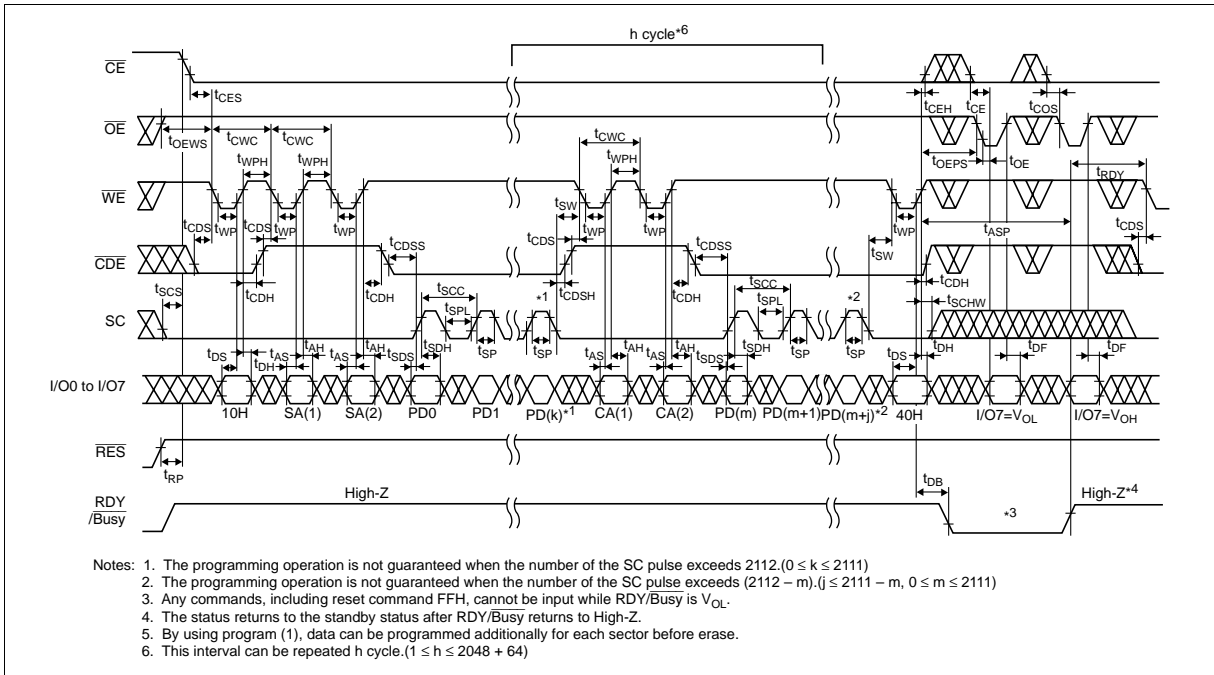 h cycle*6
CE
tCES
tCEH
tCE
tCOS
OE
tOEWS
tCWC
tCWC
tCWC
tOEPS
tOE
tWPH
tWPH
tWPH
tRDY
WE
tCDS
tWP
tCDS
tWP
tWP
tSW
tCDS
tWP
tWP
tSW
tWP
tASP
tCDS
CDE
tCDSS
tCDSS
tSCS
tCDH
tCDH
tSCC
*1
tCDSH
tCDH
tSCC
*2
tCDH
tSCHW
SC
tSPL
tSP
tSP
tSPL
tSP
tSP
tDS
tDH
tAS
tAH
tAS
tAH
tSDS
tSDH
tAS
tAH
tAS
tAH
tSDS
tSDH
tDS
tDH
tDF
tDF
I/O0 to I/O7
10H
SA(1)
SA(2)
PD0
PD1
PD(k)*1
CA(1)
CA(2)
PD(m)
PD(m+1)
PD(m+j)*2
40H
I/O7=VOL
I/O7=VOH
RES
tRP
tDB
RDY
/Busy
High-Z
*3
High-Z*4
Notes: 1. The programming operation is not guaranteed when the number of the SC pulse exceeds 2112.(0 ≤ k ≤ 2111)
2. The programming operation is not guaranteed when the number of the SC pulse exceeds (2112 – m).(j ≤ 2111 - m, 0 ≤ m ≤ 2111)
3. Any commands, including reset command FFH, cannot be input while RDY/Busy is VOL.
4. The status returns to the standby status after RDY/Busy returns to High-Z.
5. By using program (1), data can be programmed additionally for each sector before erase.
6. This interval can be repeated h cycle.(1 ≤ h ≤ 2048 + 64)